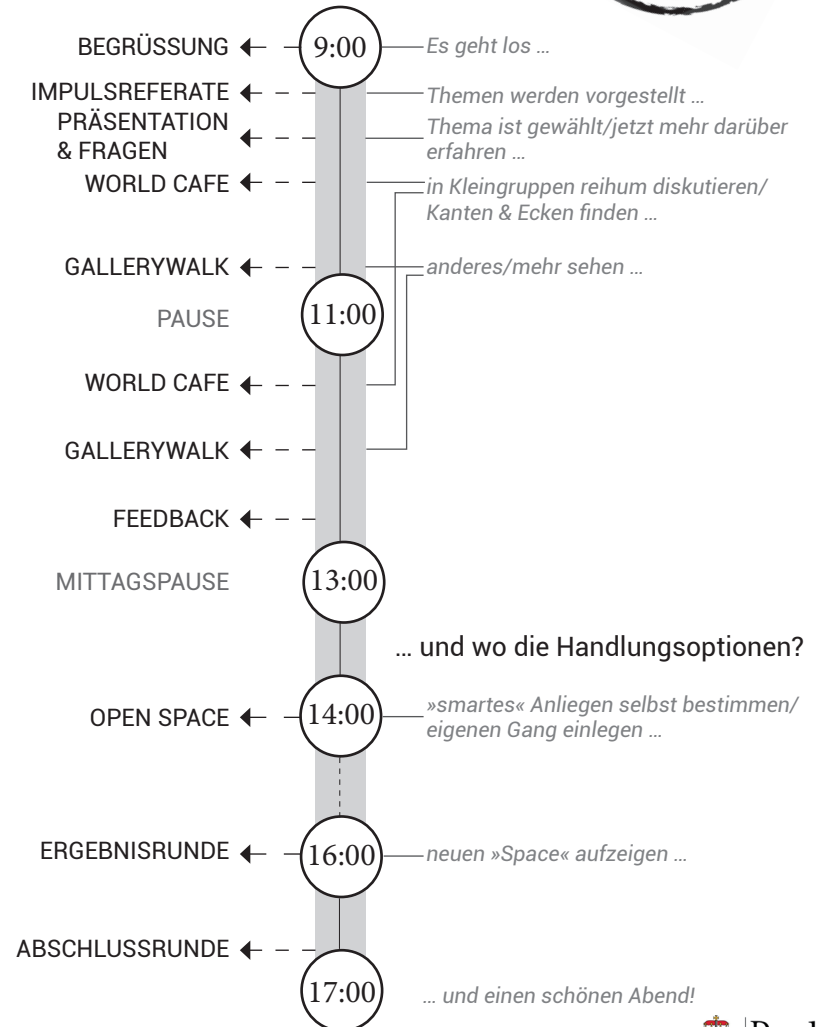 BEGRÜSSUNG 9:00 Es geht los …
IMPULSREFERATE Themen werden vorgestellt …
PRÄSENTATION
& FRAGEN
Thema ist gewählt/jetzt mehr darüber
erfahren …
WORLD CAFE
in Kleingruppen reihum diskutieren/
Kanten & Ecken finden …
GALLERYWALK anderes/mehr sehen …
PAUSE 11:00
WORLD CAFE
GALLERYWALK
FEEDBACK
MITTAGSPAUSE 13:00
… und wo die Handlungsoptionen?
OPEN SPACE 14:00
»smartes« Anliegen selbst bestimmen/
eigenen Gang einlegen …
ERGEBNISRUNDE 16:00 neuen »Space« aufzeigen …
ABSCHLUSSRUNDE
17:00 … und einen schönen Abend!